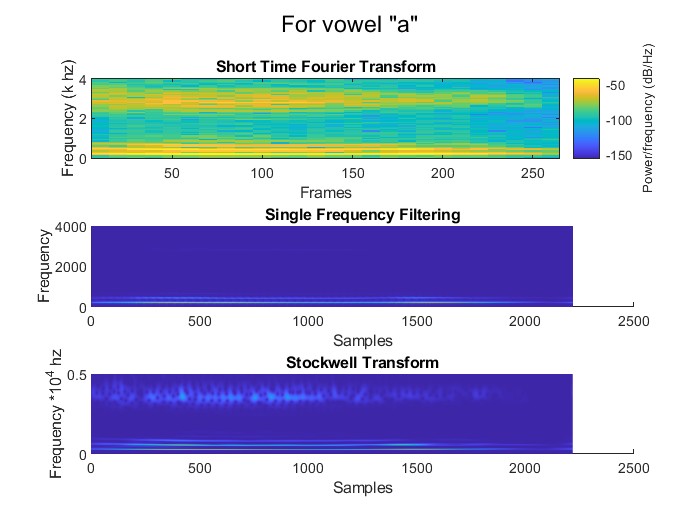 For vowel "a"
Short Time Fourier Transform
Frequency (k hz)
4
2
0
50 100 150 200 250
Frames
-50
-100
-150
Power/frequency (dB/Hz)
Single Frequency Filtering
Frequency
4000
2000
0
0 500 1000 1500 2000 2500
Samples
Stockwell Transform
Frequency *10^4 hz
0.5
0
0 500 1000 1500 2000 2500
Samples